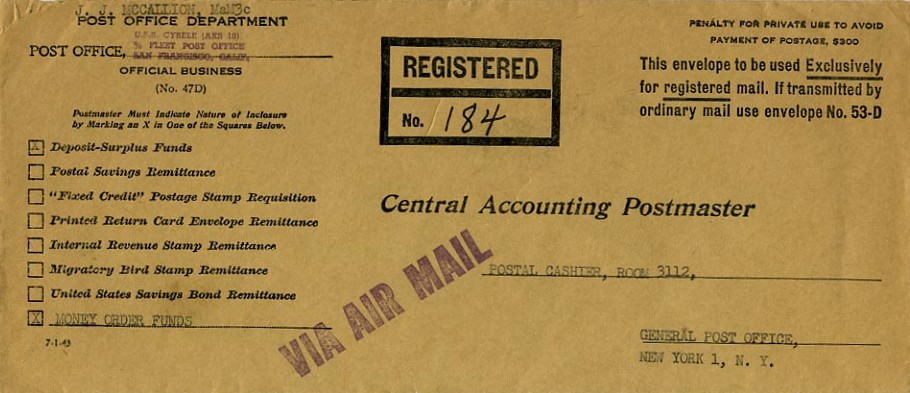 J. J. MCCALLION, MaM3c
POST OFFICE DEPARTMENT
POST OFFICE,
U.S.S. CYBELE (AKS 10)
% FLEET POST OFFICE
SAN FRANCISCO, CALIF.
OFFICIAL BUSINESS
(No. 47D)
Postmaster Must Indicate Nature of Inclosure
by Marking an X in One of the Squares Below.
X Deposit-Surplus Funds
Postal Savings Remittance
"Fixed Credit" Postage Stamp Requisition
Printed Return Card Envelope Remittance
Internal Revenue Stamp Remittance
Migratory Bird Stamp Remittance
United States Savings Bond Remittance
X MONEY ORDER FUNDS
7-1-43
REGISTERED
No. 184
PENALTY FOR PRIVATE USE TO AVOID
PAYMENT OF POSTAGE, $300
This envelope to be used Exclusively
for registered mail. If transmitted by
ordinary mail use envelope No. 53-D
Central Accounting Postmaster
VIA AIR MAIL
POSTAL CASHIER, ROOM 3112,
GENERAL POST OFFICE,
NEW YORK 1, N. Y.